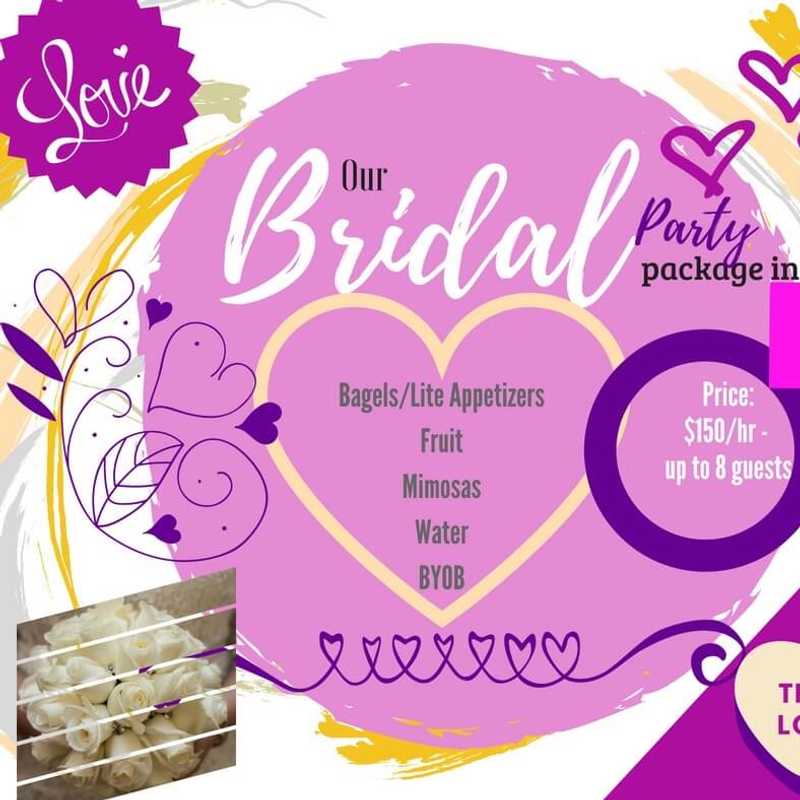 Love
Our
Bridal
Party
package in
Bagels/Lite Appetizers
Fruit
Mimosas
Water
BYOB
Price:
$150/hr -
up to 8 guests